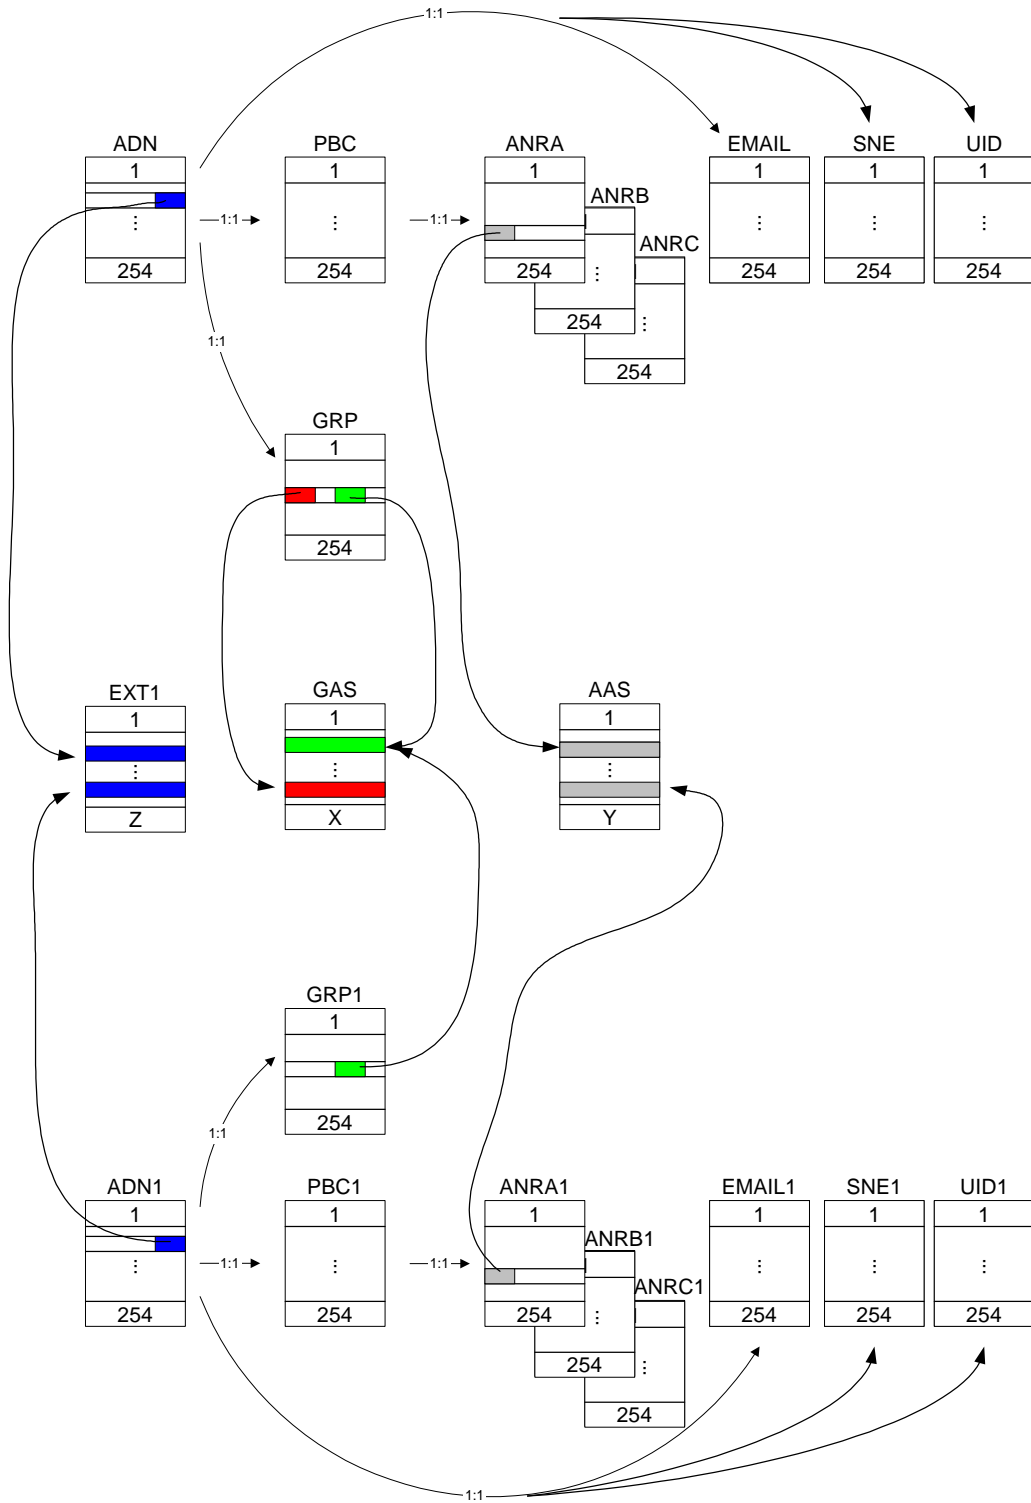 1:1
ADN PBC ANRA EMAIL SNE UID
1 1 1 1 1 1
ANRB
1:1 1:1
⋮ ⋮ ⋮ ⋮ ⋮
ANRC
254 254 254 ⋮ 254 254 254
254 ⋮
1:1
254
GRP
1
254
EXT1 GAS AAS
1 1 1
⋮ ⋮ ⋮
Z X Y
GRP1
1
254
1:1
ADN1 PBC1 ANRA1 EMAIL1 SNE1 UID1
1 1 1 1 1 1
ANRB1
1:1 1:1
⋮ ⋮ ⋮ ⋮ ⋮
ANRC1
254 254 254 ⋮ 254 254 254
254 ⋮
254
1:1